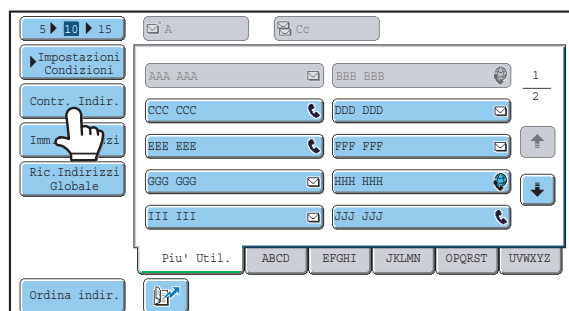 5 10 15
A
Cc
Impostazioni
Condizioni
Contr. Indir.
Imm. zi
Ric.Indirizzi
Globale
AAA AAA
BBB BBB
CCC CCC
DDD DDD
EEE EEE
FFF FFF
GGG GGG
HHH HHH
III III
JJJ JJJ
1
2
Piu' Util.
ABCD
EFGHI
JKLMN
OPQRST
UVWXYZ
Ordina indir.